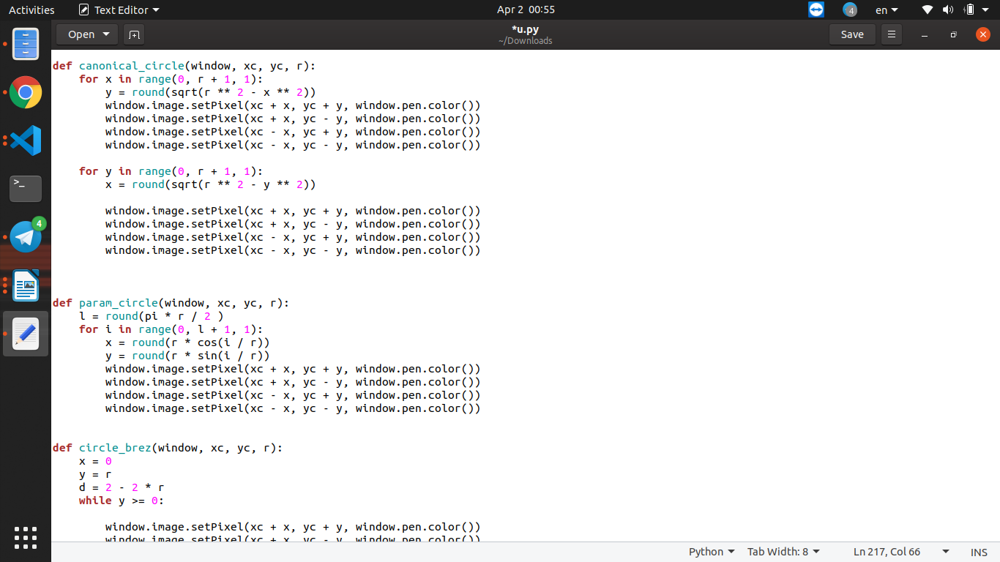 Activities Text Editor Apr 2 00:55 4 en
Open *u.py Save
~/Downloads
def canonical_circle(window, xc, yc, r):
    for x in range(0, r + 1, 1):
        y = round(sqrt(r ** 2 - x ** 2))
        window.image.setPixel(xc + x, yc + y, window.pen.color())
        window.image.setPixel(xc + x, yc - y, window.pen.color())
        window.image.setPixel(xc - x, yc + y, window.pen.color())
        window.image.setPixel(xc - x, yc - y, window.pen.color())
    for y in range(0, r + 1, 1):
        x = round(sqrt(r ** 2 - y ** 2))
        window.image.setPixel(xc + x, yc + y, window.pen.color())
        window.image.setPixel(xc + x, yc - y, window.pen.color())
        window.image.setPixel(xc - x, yc + y, window.pen.color())
        window.image.setPixel(xc - x, yc - y, window.pen.color())
4
def param_circle(window, xc, yc, r):
    l = round(pi * r / 2 )
    for i in range(0, l + 1, 1):
        x = round(r * cos(i / r))
        y = round(r * sin(i / r))
        window.image.setPixel(xc + x, yc + y, window.pen.color())
        window.image.setPixel(xc + x, yc - y, window.pen.color())
        window.image.setPixel(xc - x, yc + y, window.pen.color())
        window.image.setPixel(xc - x, yc - y, window.pen.color())
def circle_brez(window, xc, yc, r):
    x = 0
    y = r
    d = 2 - 2 * r
    while y >= 0:
        window.image.setPixel(xc + x, yc + y, window.pen.color())
        window.image.setPixel(xc + x, yc - y, window.pen.color())
Python Tab Width: 8 Ln 217, Col 66 INS